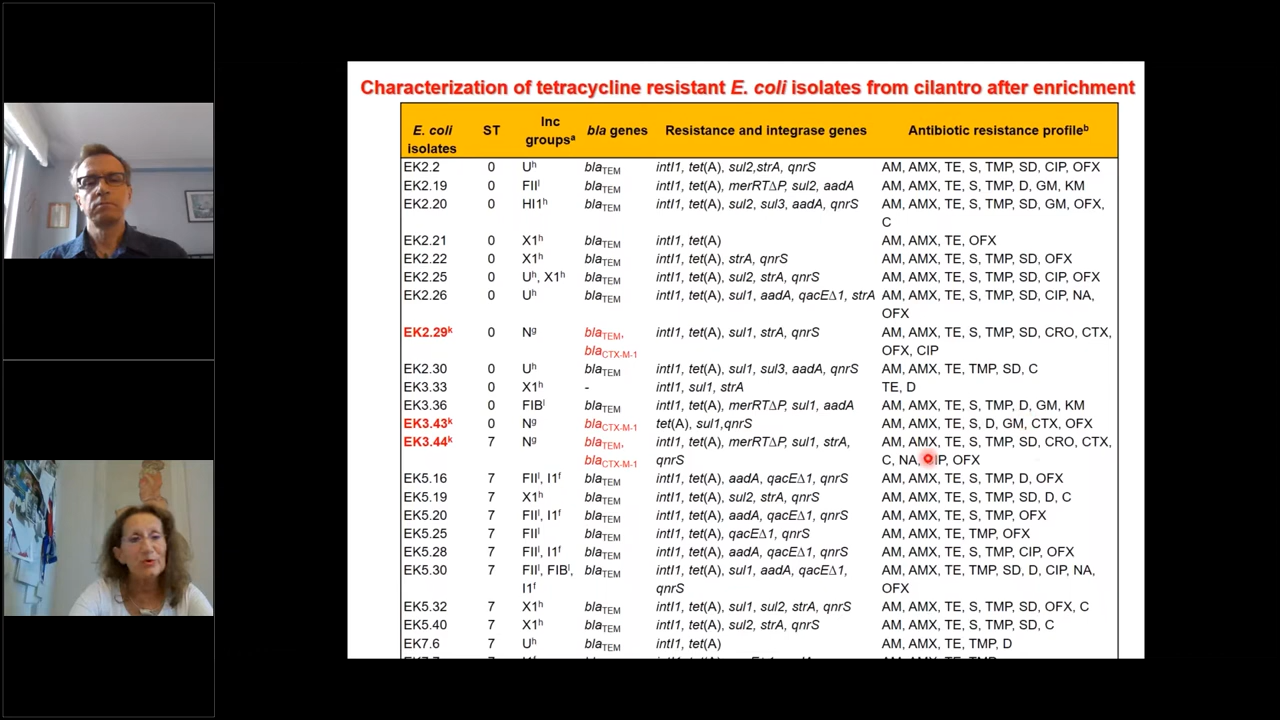 Characterization of tetracycline resistant E. coli isolates from cilantro after enrichment
E. coli isolates ST Inc groupsᵃ bla genes Resistance and integrase genes Antibiotic resistance profileᵇ
EK2.2 0 Uʰ blaTEM intI1, tet(A), sul2,strA, qnrS AM, AMX, TE, S, TMP, SD, CIP, OFX
EK2.19 0 FIIⁱ blaTEM intI1, tet(A), merRTΔP, sul2, aadA AM, AMX, TE, S, TMP, D, GM, KM
EK2.20 0 HI1ʰ blaTEM intI1, tet(A), sul2, sul3, aadA, qnrS AM, AMX, TE, S, TMP, SD, GM, OFX,
C
EK2.21 0 X1ʰ blaTEM intI1, tet(A) AM, AMX, TE, OFX
EK2.22 0 X1ʰ blaTEM intI1, tet(A), strA, qnrS AM, AMX, TE, S, TMP, SD, OFX
EK2.25 0 Uʰ, X1ʰ blaTEM intI1, tet(A), sul2, strA, qnrS AM, AMX, TE, S, TMP, SD, CIP, OFX
EK2.26 0 Uʰ blaTEM intI1, tet(A), sul1, aadA, qacEΔ1, strA AM, AMX, TE, S, TMP, SD, CIP, NA,
OFX
EK2.29ᵏ 0 Nᵍ blaTEM, intI1, tet(A), sul1, strA, qnrS AM, AMX, TE, S, TMP, SD, CRO, CTX,
blaCTX-M-1 OFX, CIP
EK2.30 0 Uʰ blaTEM intI1, tet(A), sul1, sul3, aadA, qnrS AM, AMX, TE, TMP, SD, C
EK3.33 0 X1ʰ - intI1, sul1, strA TE, D
EK3.36 0 FIBˡ blaTEM intI1, tet(A), merRTΔP, sul1, aadA AM, AMX, TE, S, TMP, D, GM, KM
EK3.43ᵏ 0 Nᵍ blaCTX-M-1 tet(A), sul1,qnrS AM, AMX, TE, S, D, GM, CTX, OFX
EK3.44ᵏ 7 Nᵍ blaTEM, intI1, tet(A), merRTΔP, sul1, strA, AM, AMX, TE, S, TMP, SD, CRO, CTX,
blaCTX-M-1 qnrS C, NA, CIP, OFX
EK5.16 7 FIIⁱ, I1ᶠ blaTEM intI1, tet(A), aadA, qacEΔ1, qnrS AM, AMX, TE, S, TMP, D, OFX
EK5.19 7 X1ʰ blaTEM intI1, tet(A), sul2, strA, qnrS AM, AMX, TE, S, TMP, SD, D, C
EK5.20 7 FIIⁱ, I1ᶠ blaTEM intI1, tet(A), aadA, qacEΔ1, qnrS AM, AMX, TE, S, TMP, OFX
EK5.25 7 FIIⁱ blaTEM intI1, tet(A), qacEΔ1, qnrS AM, AMX, TE, TMP, OFX
EK5.28 7 FIIⁱ, I1ᶠ blaTEM intI1, tet(A), aadA, qacEΔ1, qnrS AM, AMX, TE, S, TMP, CIP, OFX
EK5.30 7 FIIⁱ, FIBˡ, blaTEM intI1, tet(A), sul1, aadA, qacEΔ1, AM, AMX, TE, TMP, SD, D, CIP, NA,
I1ᶠ qnrS OFX
EK5.32 7 X1ʰ blaTEM intI1, tet(A), sul1, sul2, strA, qnrS AM, AMX, TE, S, TMP, SD, OFX, C
EK5.40 7 X1ʰ blaTEM intI1, tet(A), sul2, strA, qnrS AM, AMX, TE, S, TMP, SD, C
EK7.6 7 Uʰ blaTEM intI1, tet(A) AM, AMX, TE, TMP, D